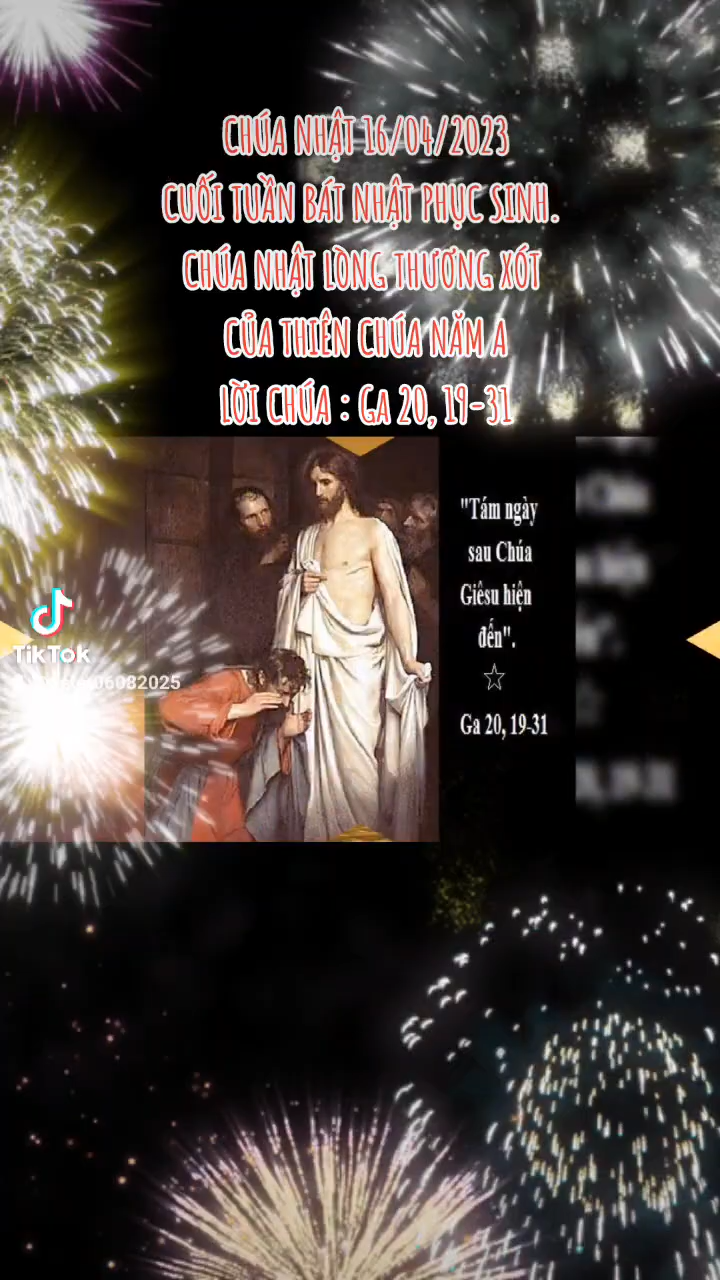 CHÚA NHẬT 16/04/2023
CUỐI TUẦN BÁT NHẬT PHỤC SINH.
CHÚA NHẬT LÒNG THƯƠNG XÓT
CỦA THIÊN CHÚA NĂM A
LỜI CHÚA : GA 20, 19-31
"Tám ngày
sau Chúa
Giêsu hiện
đến".
☆
Ga 20, 19-31
TikTok